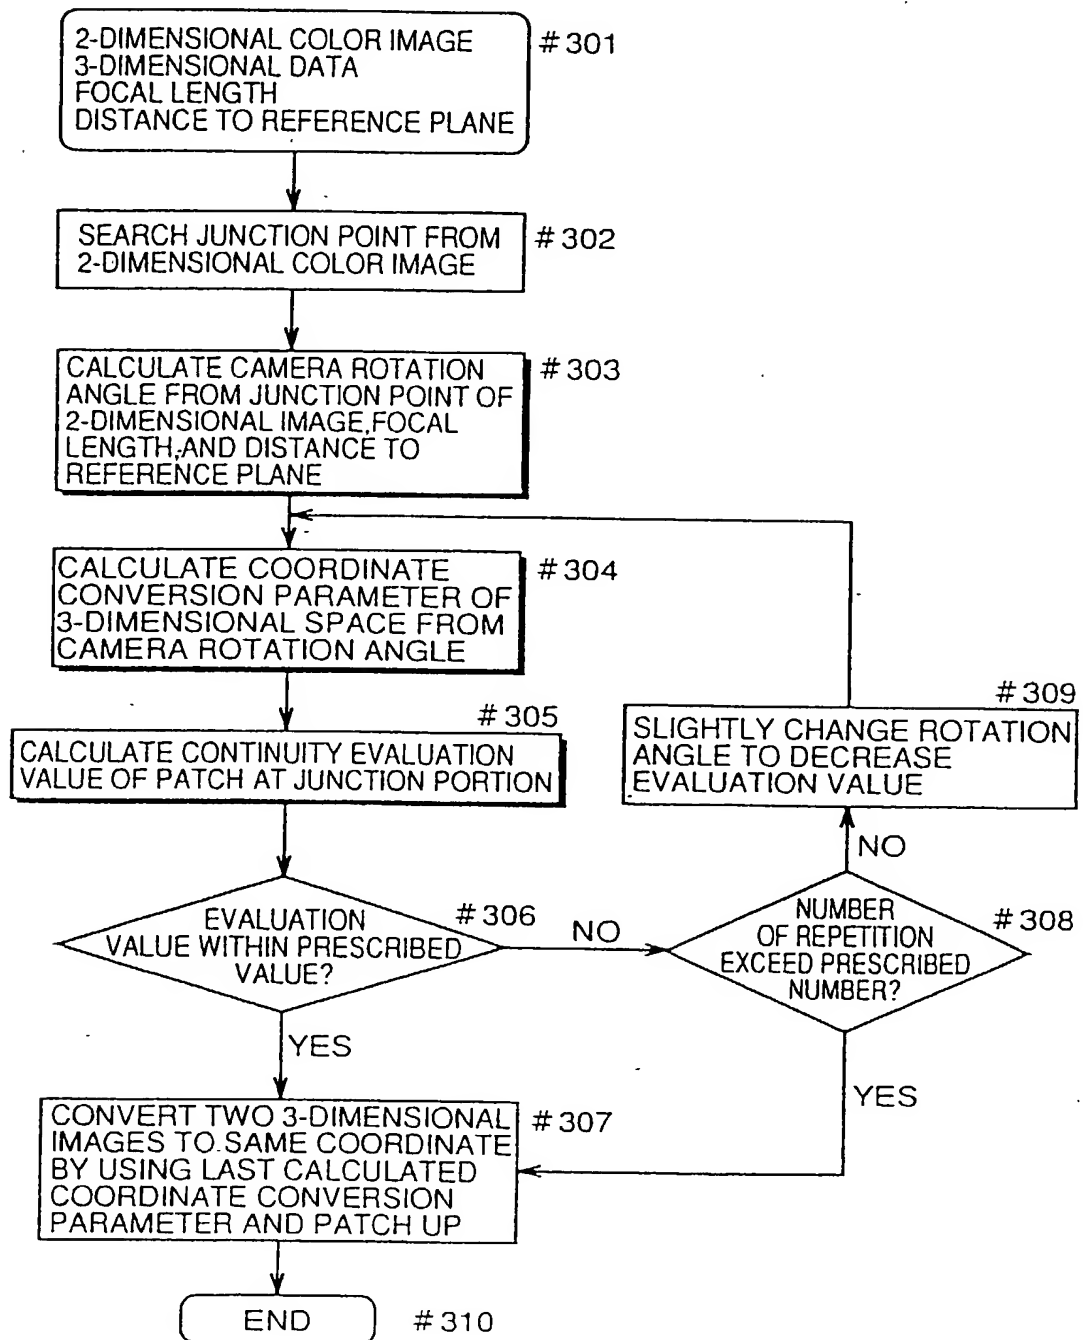 2-DIMENSIONAL COLOR IMAGE
3-DIMENSIONAL DATA
FOCAL LENGTH
DISTANCE TO REFERENCE PLANE
#301
SEARCH JUNCTION POINT FROM
2-DIMENSIONAL COLOR IMAGE
#302
CALCULATE CAMERA ROTATION
ANGLE FROM JUNCTION POINT OF
2-DIMENSIONAL IMAGE,FOCAL
LENGTH,AND DISTANCE TO
REFERENCE PLANE
#303
CALCULATE COORDINATE
CONVERSION PARAMETER OF
3-DIMENSIONAL SPACE FROM
CAMERA ROTATION ANGLE
#304
#305
CALCULATE CONTINUITY EVALUATION
VALUE OF PATCH AT JUNCTION PORTION
#309
SLIGHTLY CHANGE ROTATION
ANGLE TO DECREASE
EVALUATION VALUE
NO
EVALUATION
VALUE WITHIN PRESCRIBED
VALUE?
#306
NO
NUMBER
OF REPETITION
EXCEED PRESCRIBED
NUMBER?
#308
YES
YES
CONVERT TWO 3-DIMENSIONAL
IMAGES TO SAME COORDINATE
BY USING LAST CALCULATED
COORDINATE CONVERSION
PARAMETER AND PATCH UP
#307
END
#310